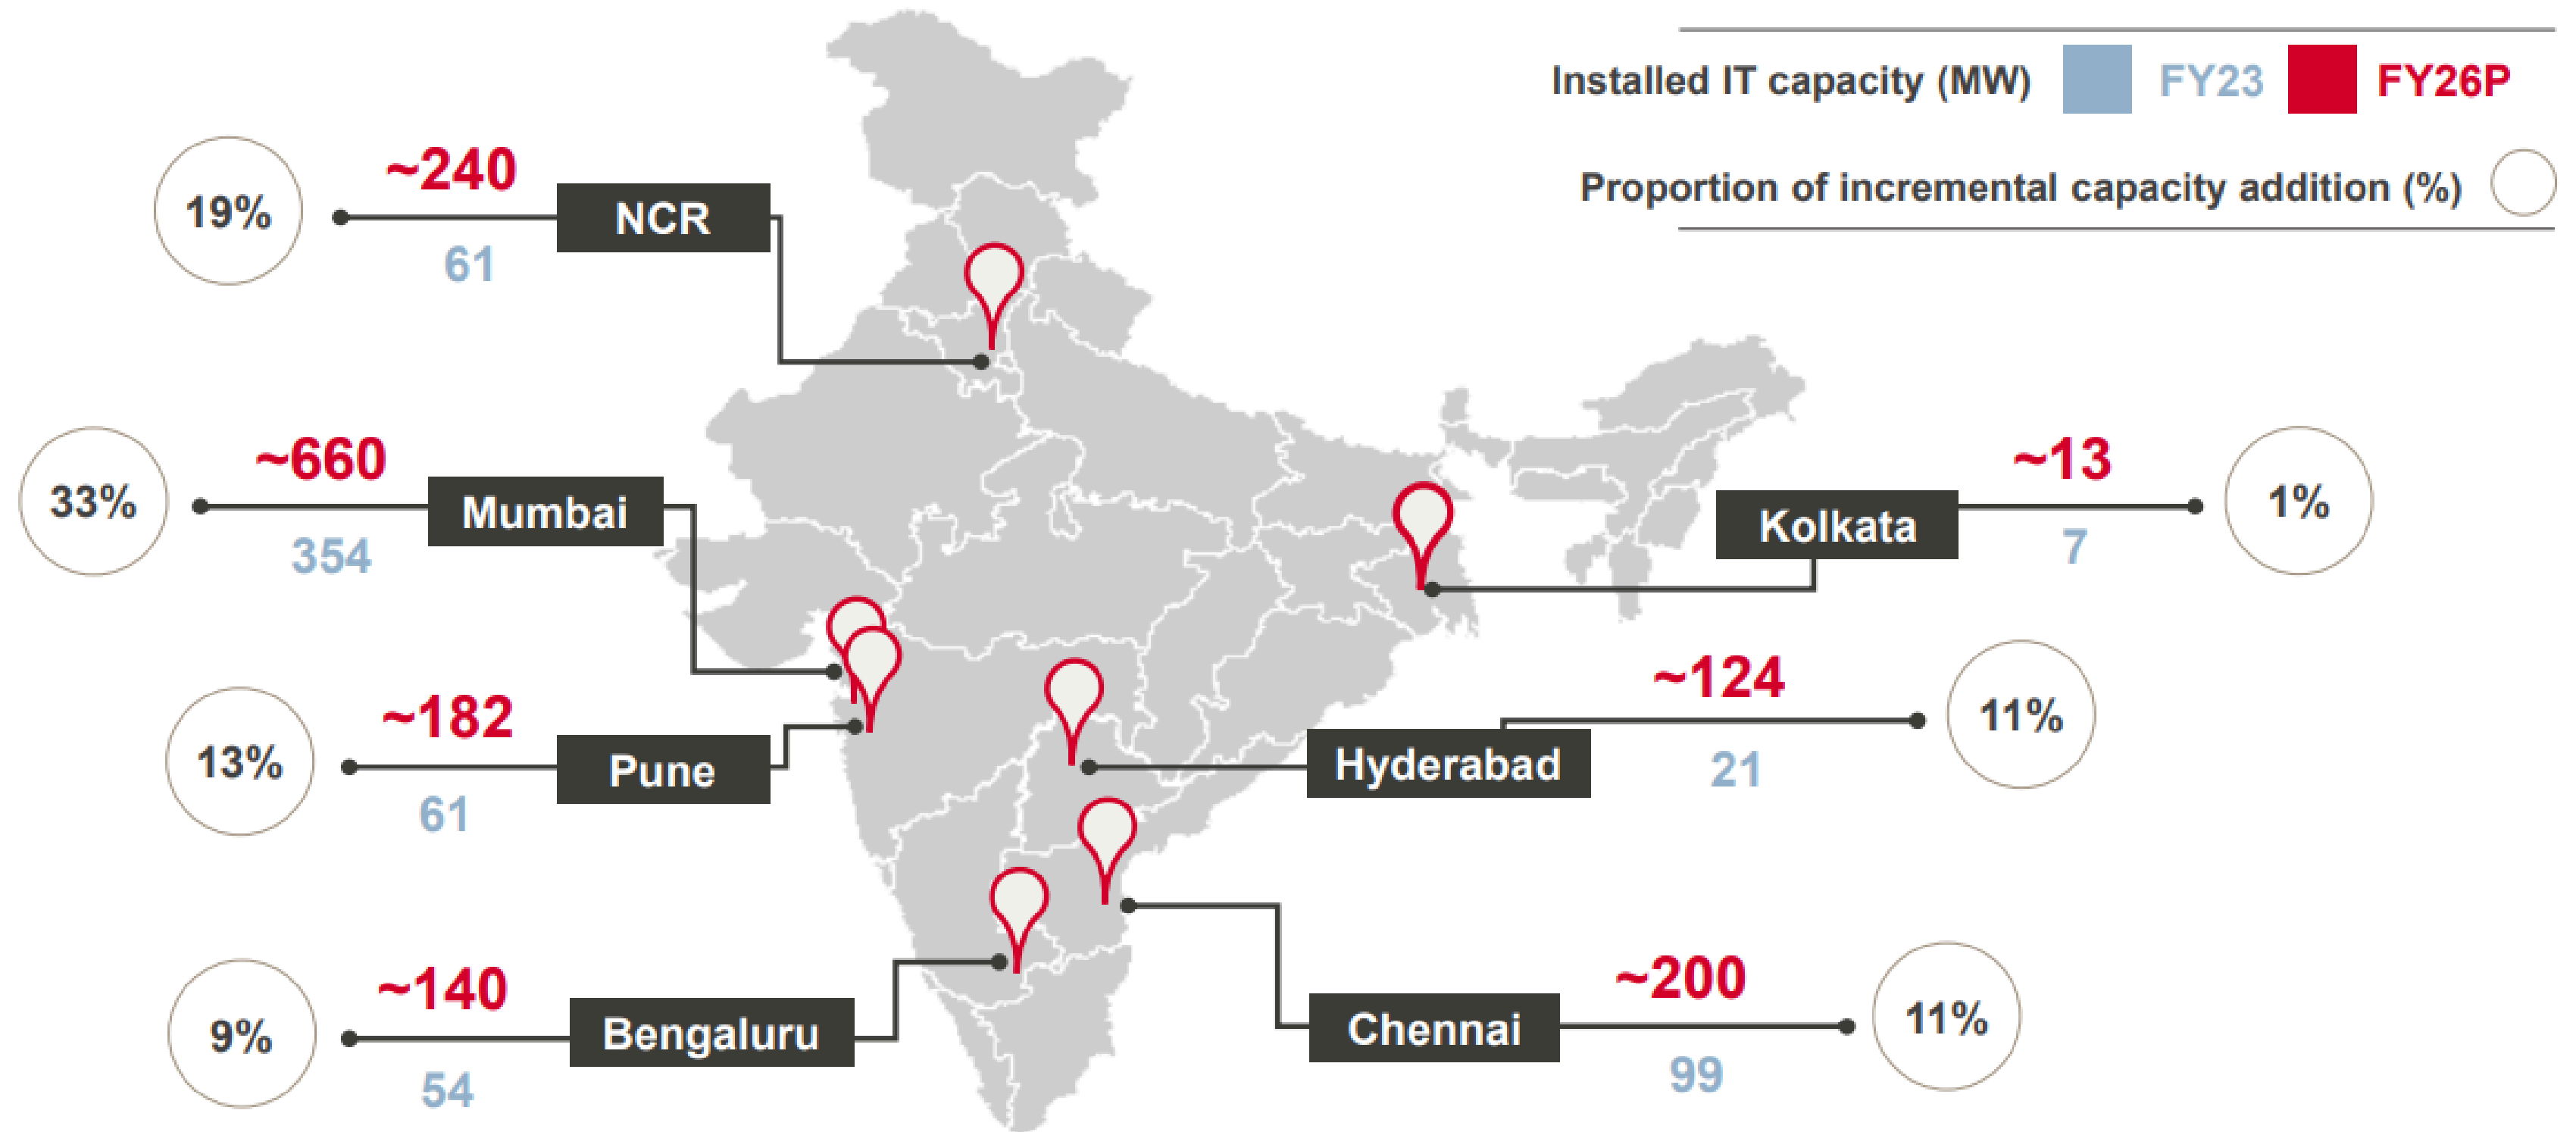 Installed IT capacity (MW) FY23 FY26P
Proportion of incremental capacity addition (%)
19% ~240 NCR
61
33% ~660 Mumbai
354
~13
Kolkata 1%
7
13% ~182 Pune
61
~124
Hyderabad 11%
21
9% ~140 Bengaluru
54
~200
Chennai 11%
99